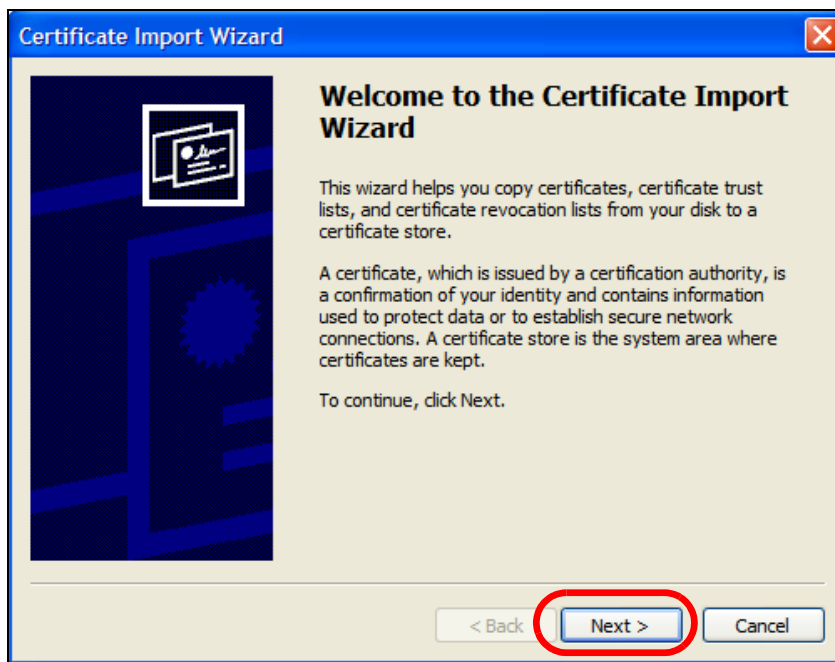 Certificate Import Wizard
Welcome to the Certificate Import
Wizard
This wizard helps you copy certificates, certificate trust
lists, and certificate revocation lists from your disk to a
certificate store.
A certificate, which is issued by a certification authority, is
a confirmation of your identity and contains information
used to protect data or to establish secure network
connections. A certificate store is the system area where
certificates are kept.
To continue, click Next.
< Back Next > Cancel